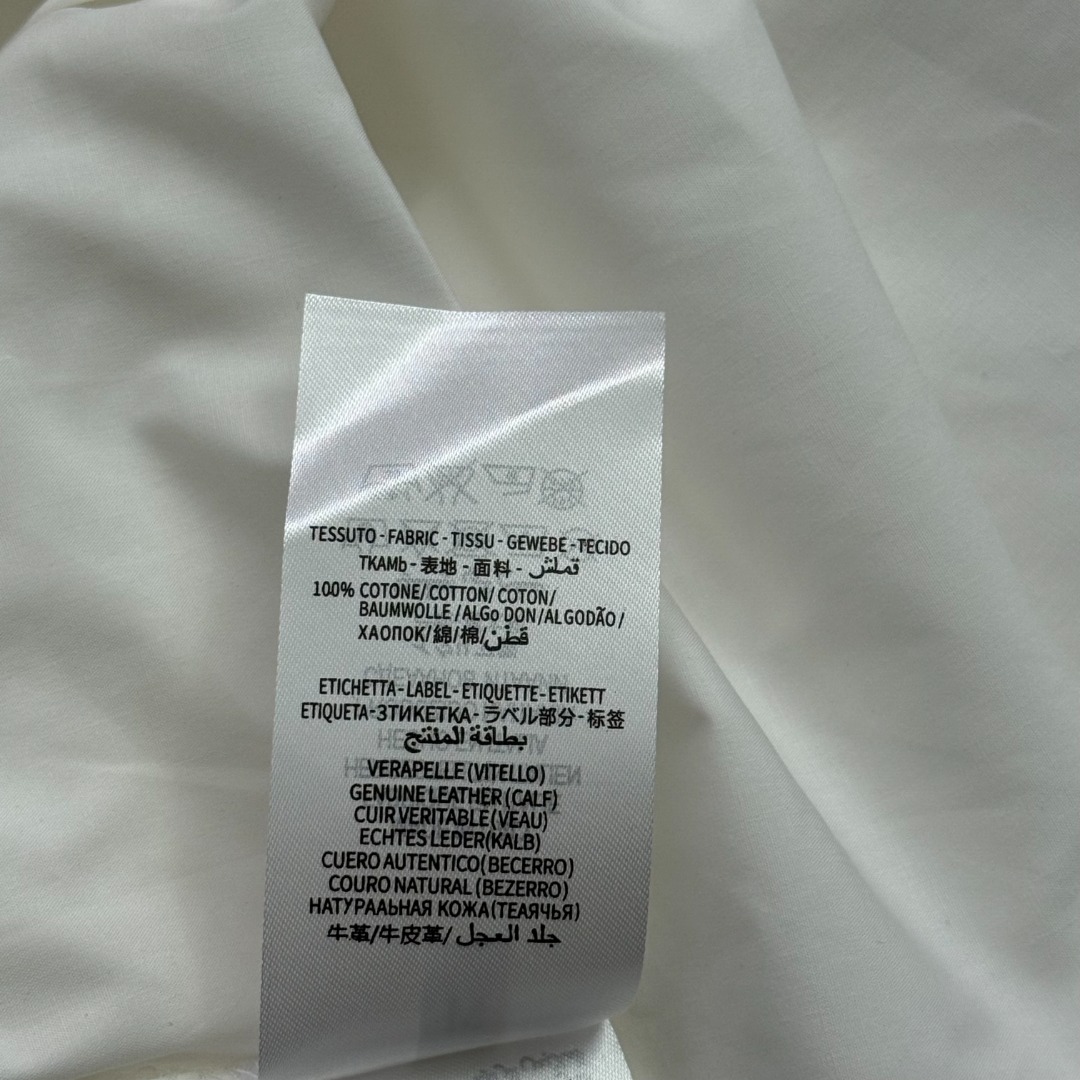 TESSUTO - FABRIC - TISSU - GEWEBE - TECIDO
TKAMb - 表地 - 面料 - قملش
100% COTONE/ COTTON/ COTON/
BAUMWOLLE /ALGo DON /AL GODÃO /
XAOПOK/綿/棉/قطن
ETICHETTA - LABEL - ETIQUETTE - ETIKETT
ETIQUETA-ЗТИКЕТКА - ラベル部分 - 标签
بطاقة الملنتج
VERAPELLE (VITELLO)
GENUINE LEATHER (CALF)
CUIR VERITABLE (VEAU)
ECHTES LEDER(KALB)
CUERO AUTENTICO( BECERRO)
COURO NATURAL (BEZERRO)
НАТУРААЬНАЯ КОЖА(ТЕАЯЧЬЯ)
牛革/牛皮革/ جلد العجل